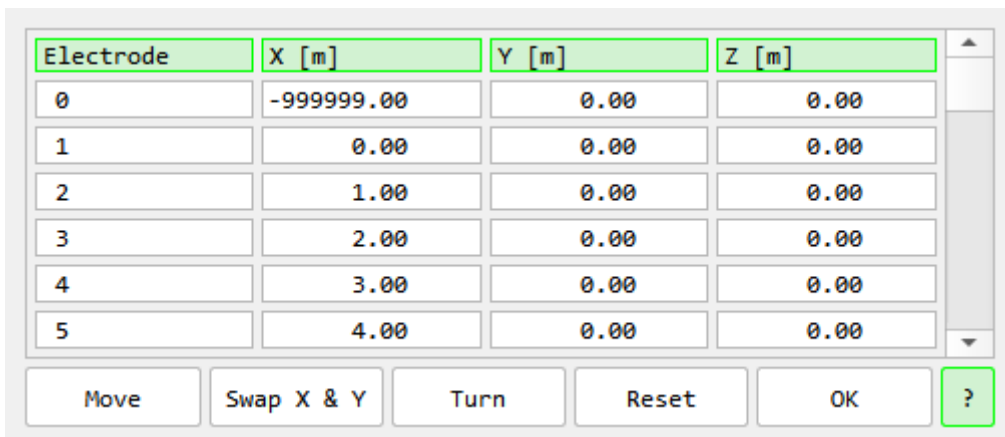 Electrode X [m] Y [m] Z [m]
0 -999999.00 0.00 0.00
1 0.00 0.00 0.00
2 1.00 0.00 0.00
3 2.00 0.00 0.00
4 3.00 0.00 0.00
5 4.00 0.00 0.00
Move Swap X & Y Turn Reset OK ?